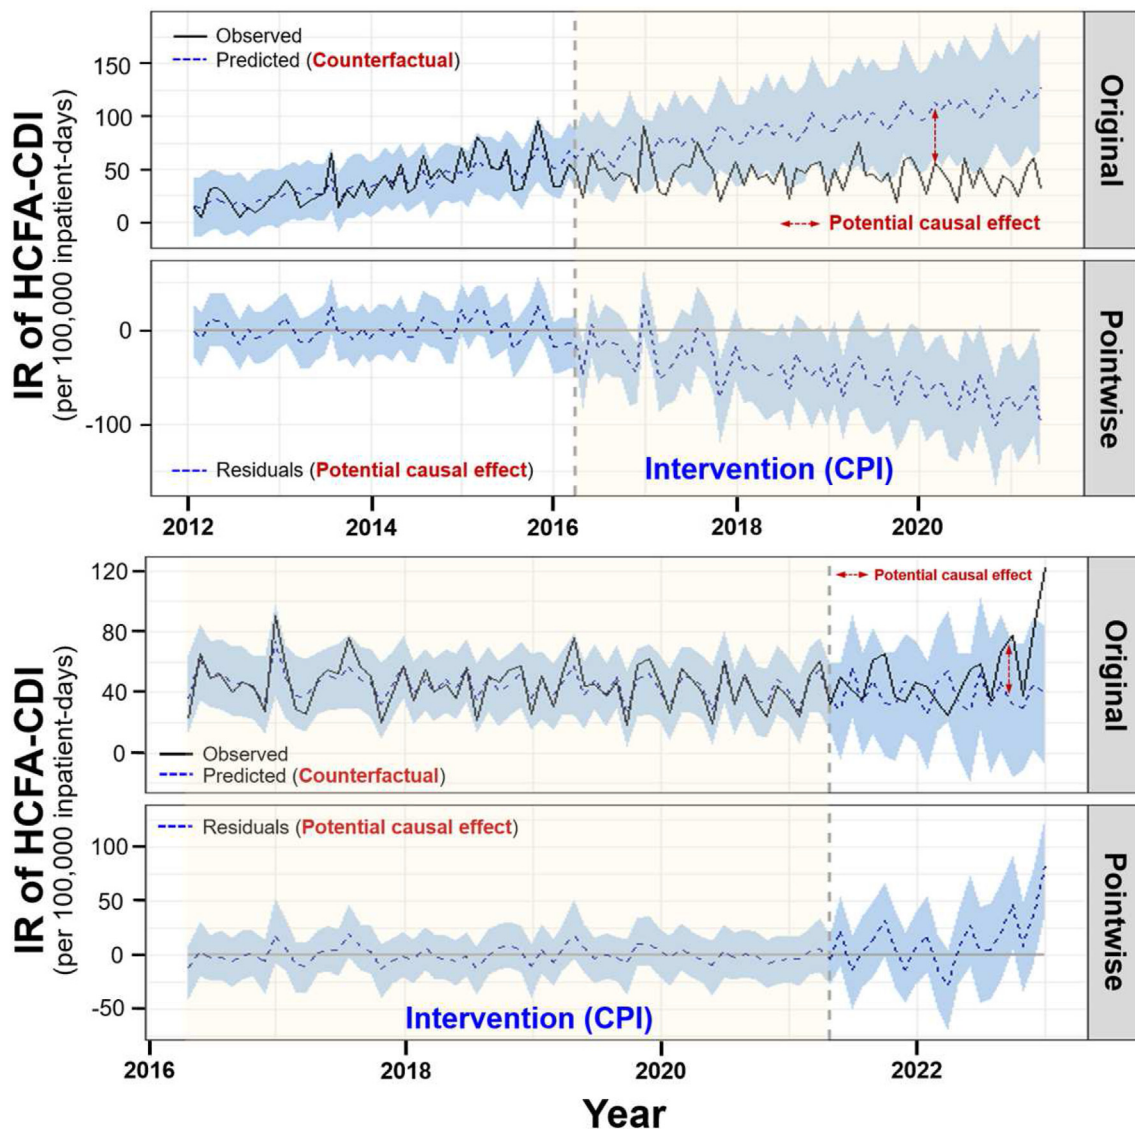 IR of HCFA-CDI
(per 100,000 inpatient-days)
Observed
Predicted (Counterfactual)
150
100
50
0
Potential causal effect
Original
0
-100
Residuals (Potential causal effect)
Intervention (CPI)
Pointwise
2012
2014
2016
2018
2020
IR of HCFA-CDI
(per 100,000 inpatient-days)
120
80
40
0
Potential causal effect
Observed
Predicted (Counterfactual)
Original
Residuals (Potential causal effect)
100
50
0
-50
Intervention (CPI)
Pointwise
2016
2018
2020
2022
Year